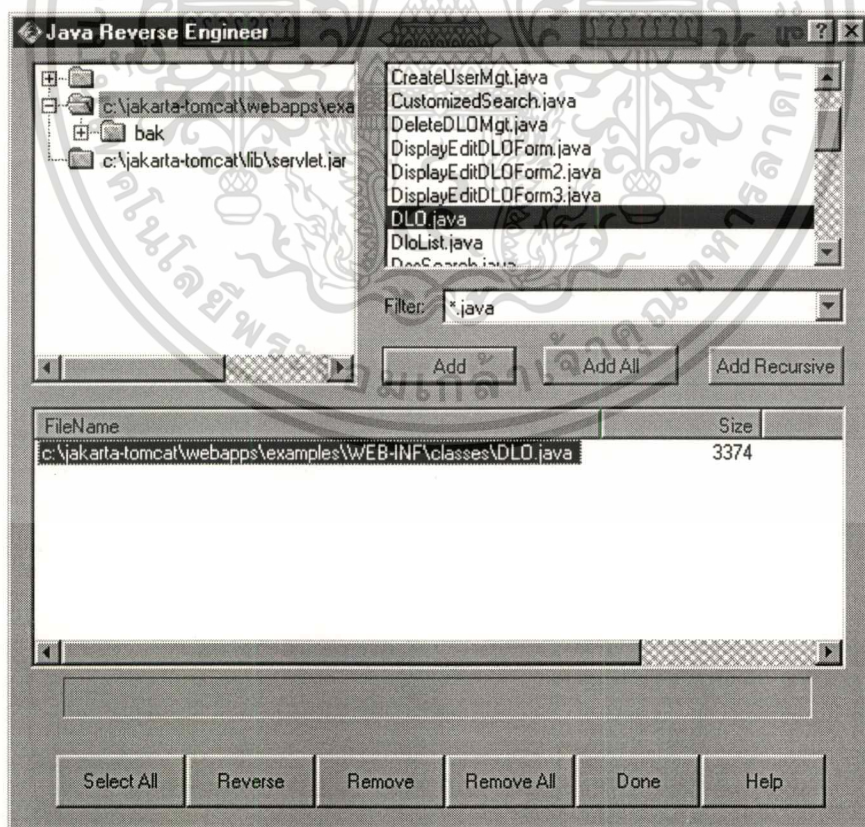 Java Reverse Engineer
c:\jakarta-tomcat\webapps\exa
bak
c:\jakarta-tomcat\lib\servlet.jar
CreateUserMgt.java
CustomizedSearch.java
DeleteDLOMgt.java
DisplayEditDLOForm.java
DisplayEditDLOForm2.java
DisplayEditDLOForm3.java
DLO.java
DloList.java
Filter:
*.java
Add
Add All
Add Recursive
FileName
Size
c:\jakarta-tomcat\webapps\examples\WEB-INF\classes\DLO.java
3374
Select All
Reverse
Remove
Remove All
Done
Help